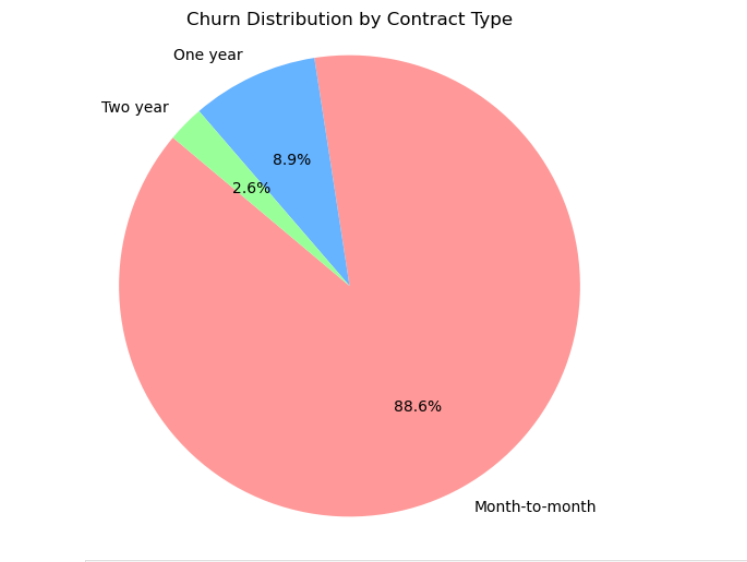 Churn Distribution by Contract Type
One year
Two year
8.9%
2.6%
88.6%
Month-to-month